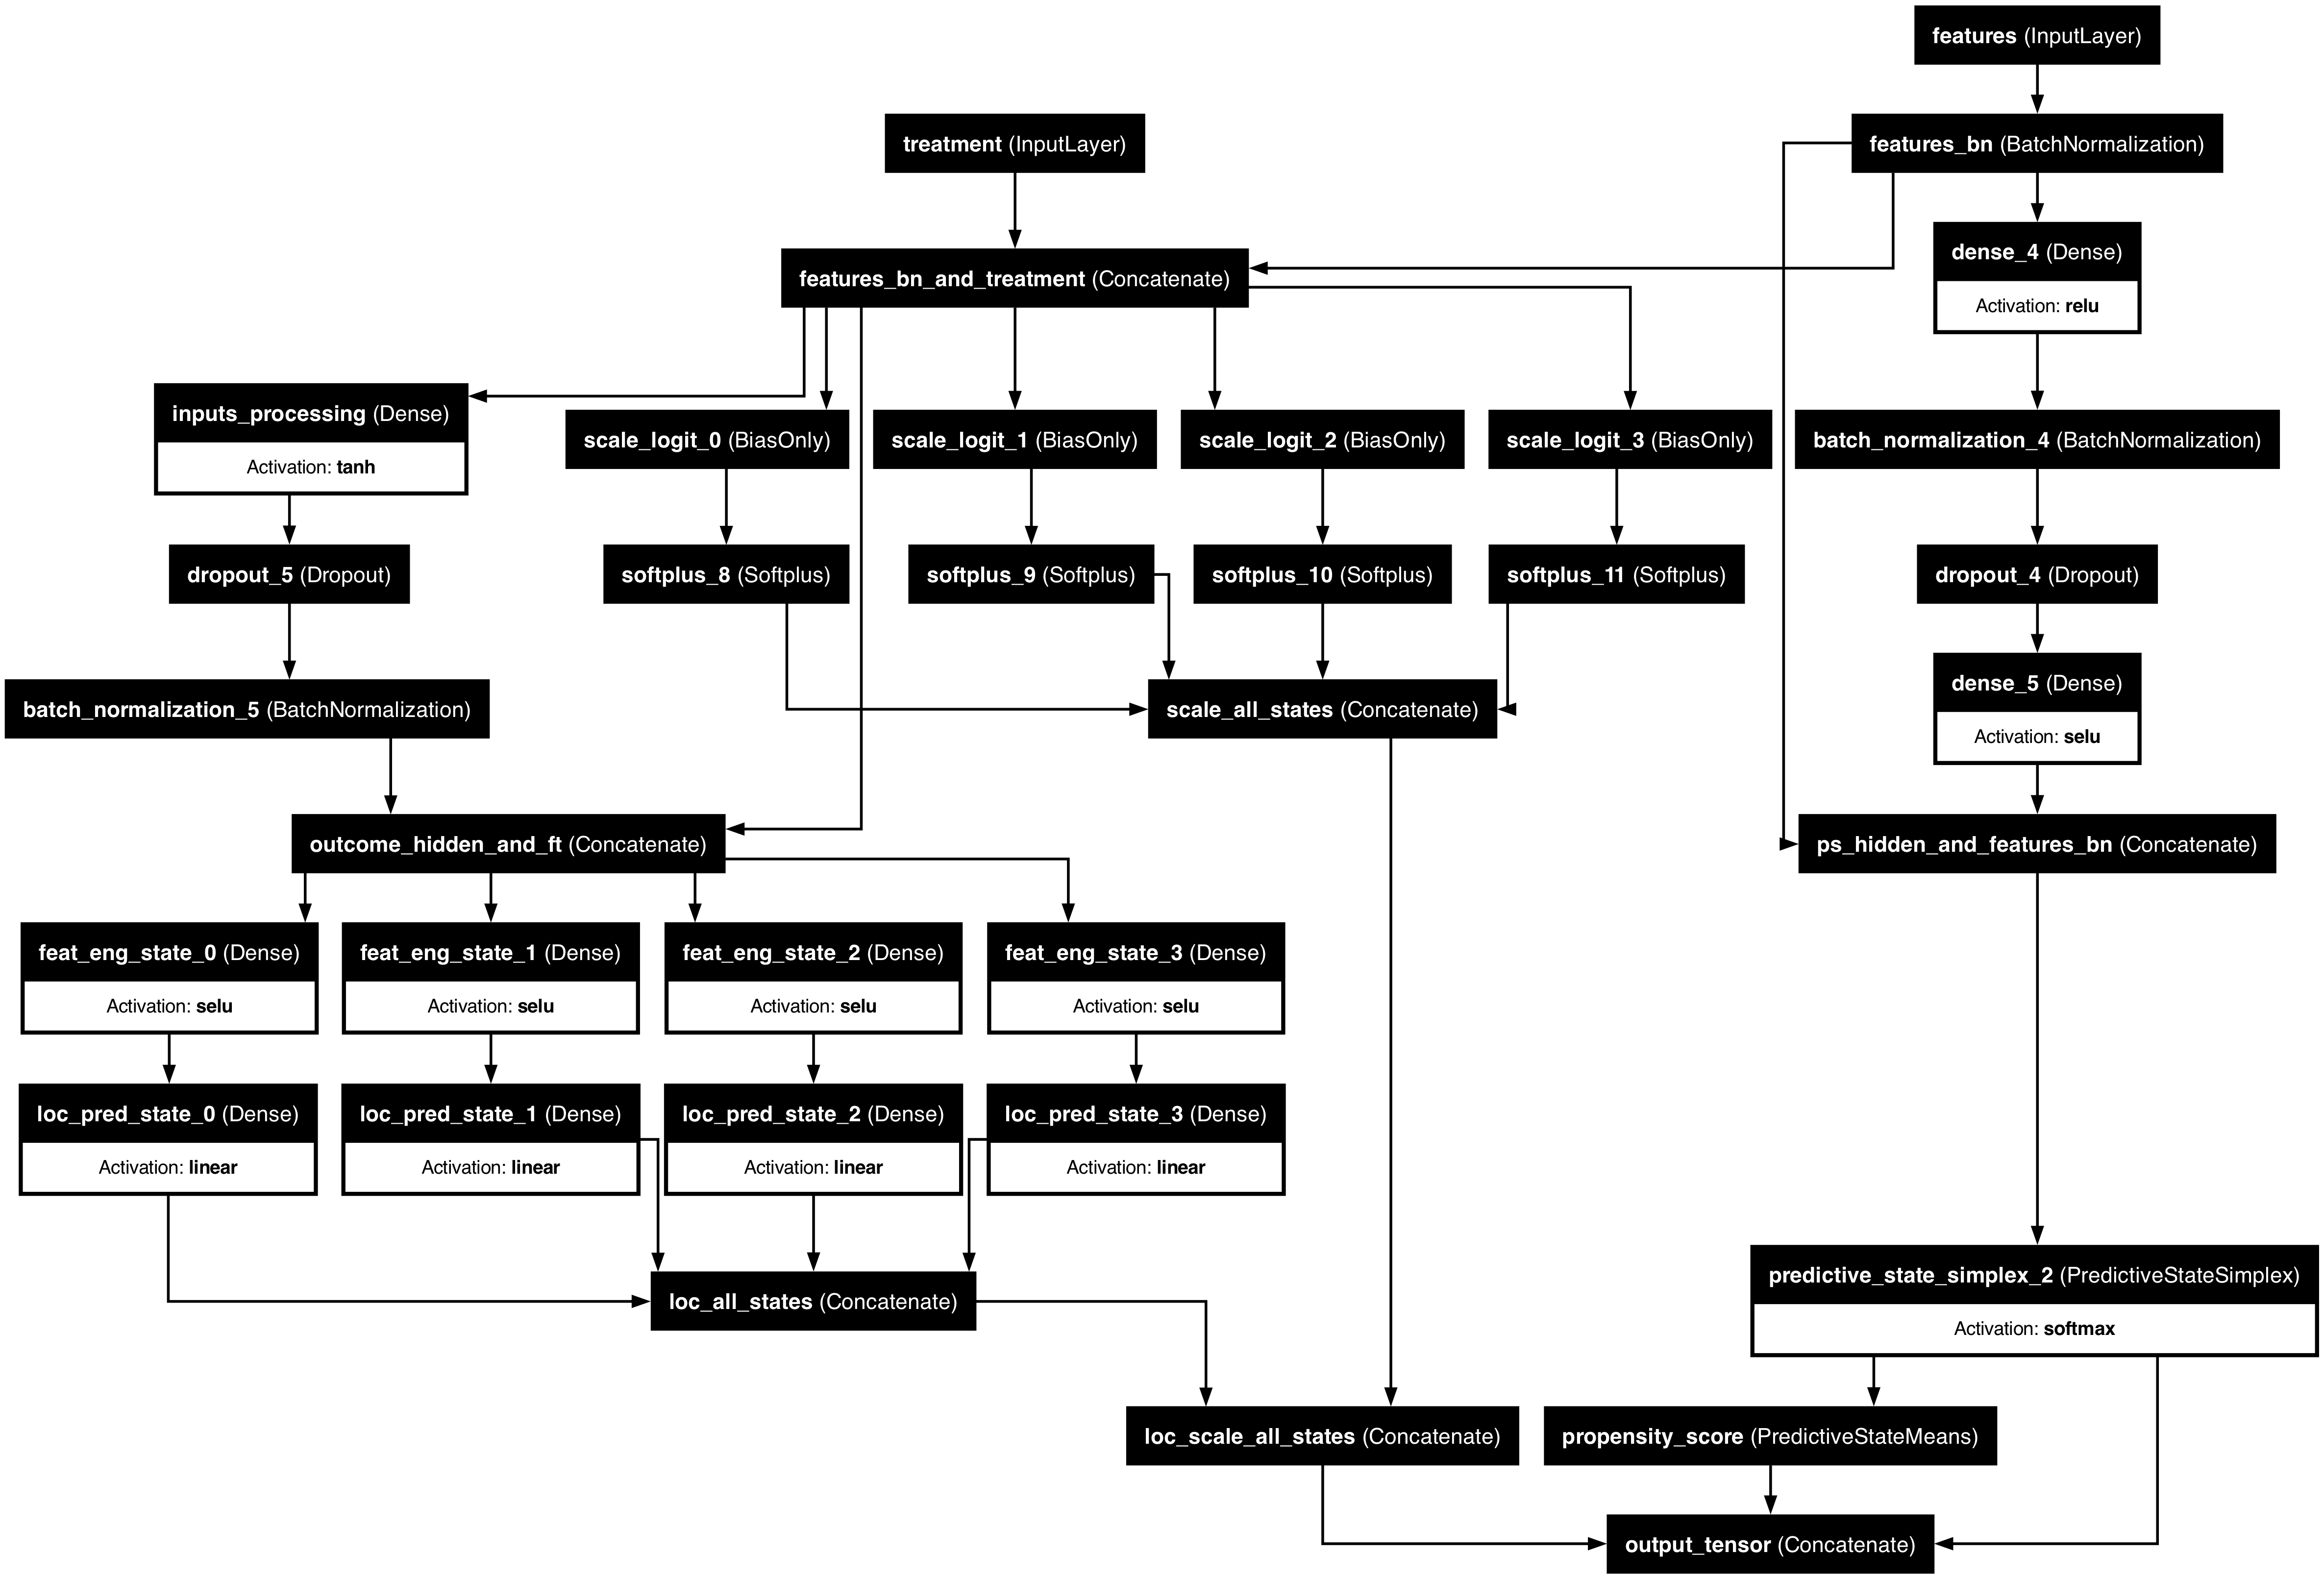 features (InputLayer)
treatment (InputLayer)
features_bn (BatchNormalization)
features_bn_and_treatment (Concatenate)
dense_4 (Dense)
Activation: relu
inputs_processing (Dense)
Activation: tanh
scale_logit_0 (BiasOnly)
scale_logit_1 (BiasOnly)
scale_logit_2 (BiasOnly)
scale_logit_3 (BiasOnly)
batch_normalization_4 (BatchNormalization)
dropout_5 (Dropout)
softplus_8 (Softplus)
softplus_9 (Softplus)
softplus_10 (Softplus)
softplus_11 (Softplus)
dropout_4 (Dropout)
batch_normalization_5 (BatchNormalization)
scale_all_states (Concatenate)
dense_5 (Dense)
Activation: selu
outcome_hidden_and_ft (Concatenate)
ps_hidden_and_features_bn (Concatenate)
feat_eng_state_0 (Dense)
Activation: selu
feat_eng_state_1 (Dense)
Activation: selu
feat_eng_state_2 (Dense)
Activation: selu
feat_eng_state_3 (Dense)
Activation: selu
loc_pred_state_0 (Dense)
Activation: linear
loc_pred_state_1 (Dense)
Activation: linear
loc_pred_state_2 (Dense)
Activation: linear
loc_pred_state_3 (Dense)
Activation: linear
loc_all_states (Concatenate)
predictive_state_simplex_2 (PredictiveStateSimplex)
Activation: softmax
loc_scale_all_states (Concatenate)
propensity_score (PredictiveStateMeans)
output_tensor (Concatenate)